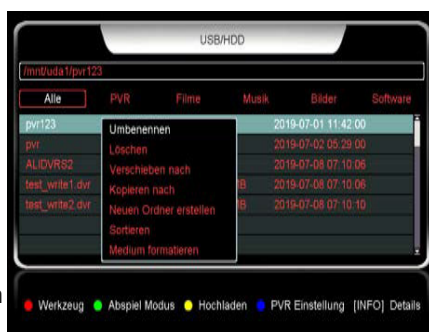 USB/HDD
/mnt/uda1/pvr123
Alle PVR Filme Musik Bilder Software
pvr123 2019-07-01 11:42:00
pvr 2019-07-02 05:29:00
ALIDVRS2 2019-07-08 07:10:06
test_write1.dvr MB 2019-07-08 07:10:06
test_write2.dvr MB 2019-07-08 07:10:10
Umbenennen
Löschen
Verschieben nach
Kopieren nach
Neuen Ordner erstellen
Sortieren
Medium formatieren
Werkzeug Abspiel Modus Hochladen PVR Einstellung [INFO] Details